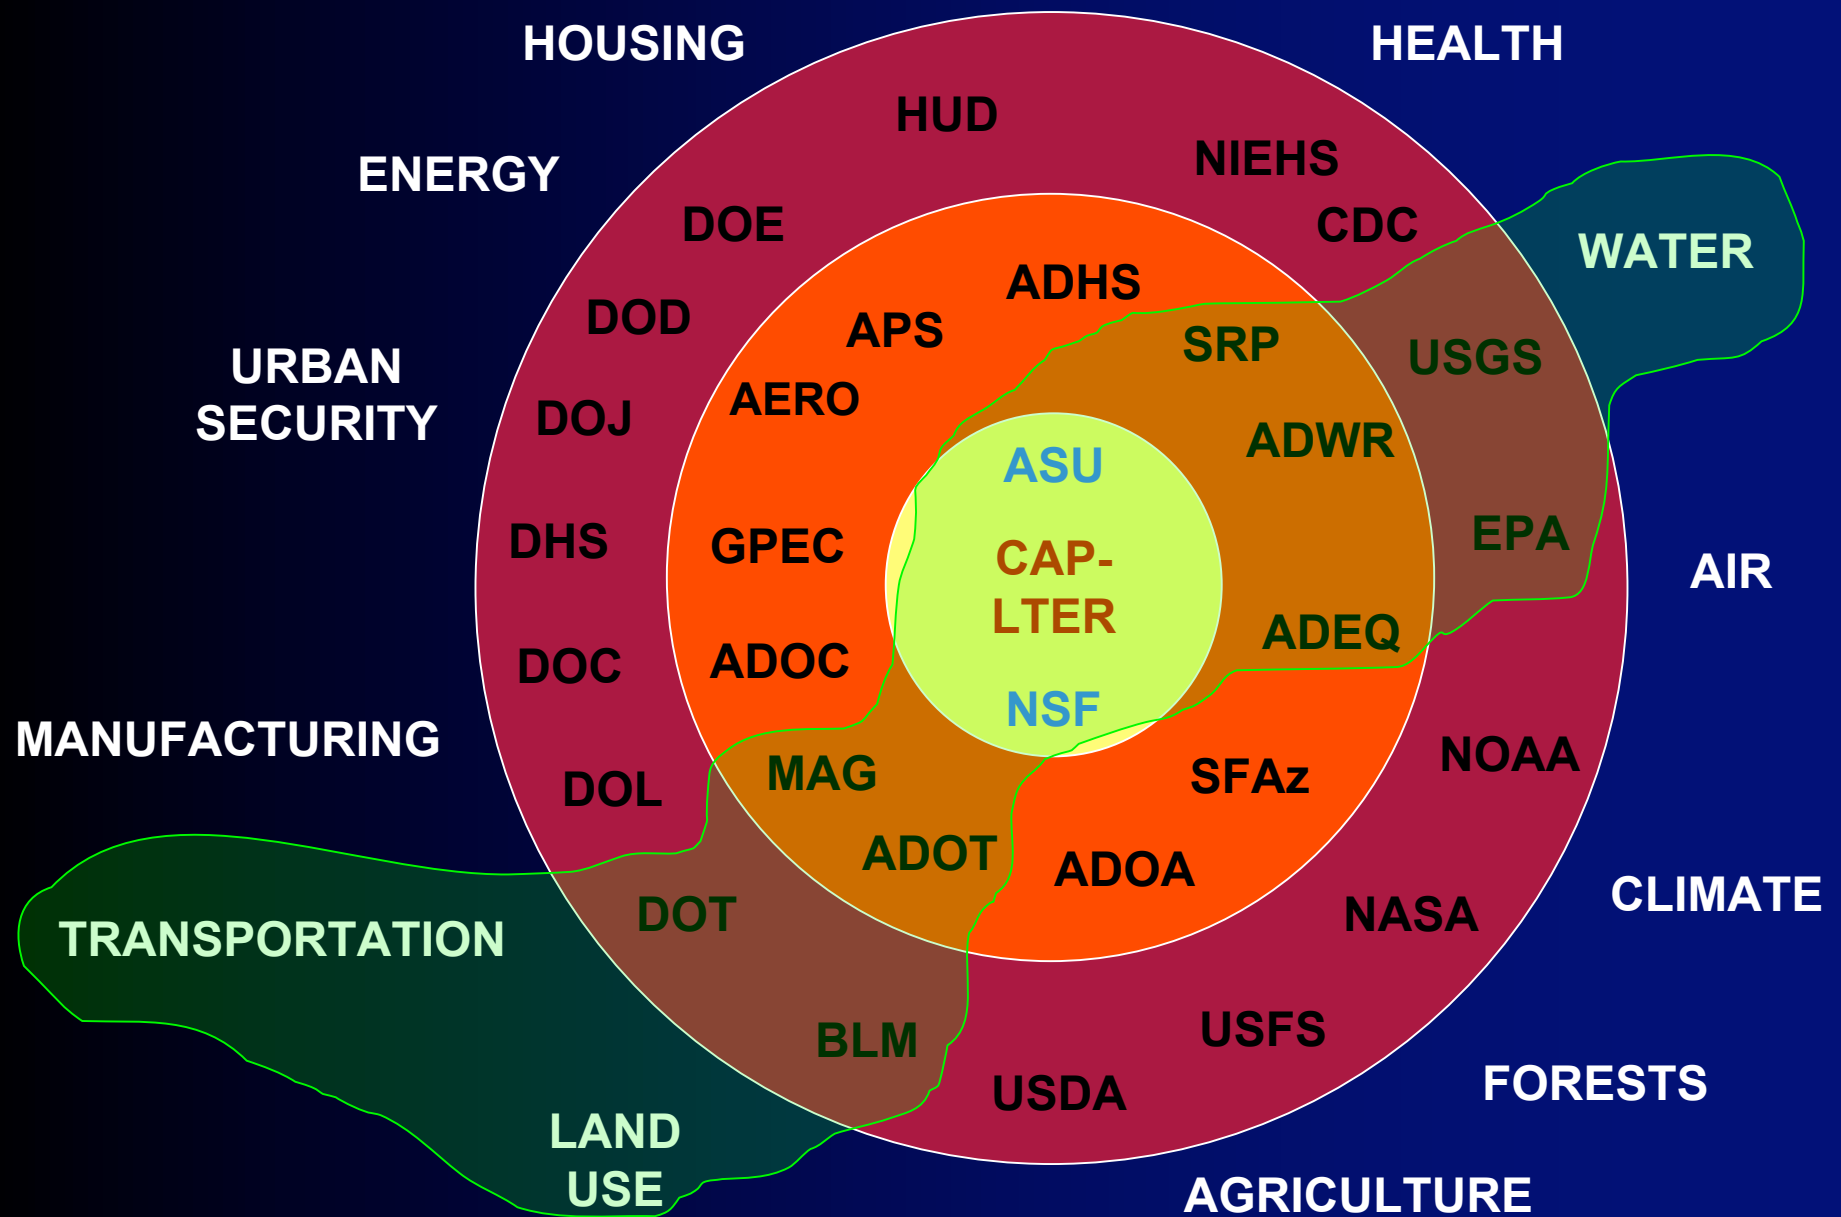 HOUSING
HEALTH
HUD
NIEHS
ENERGY
DOE
CDC
WATER
ADHS
DOD
APS
SRP
USGS
URBAN
SECURITY
AERO
DOJ
ADWR
ASU
DHS
GPEC
CAP-
LTER
EPA
AIR
DOC
ADOC
ADEQ
NSF
MANUFACTURING
DOL
MAG
SFAz
NOAA
ADOT
ADOA
CLIMATE
TRANSPORTATION
DOT
NASA
BLM
USFS
USDA
FORESTS
LAND
USE
AGRICULTURE